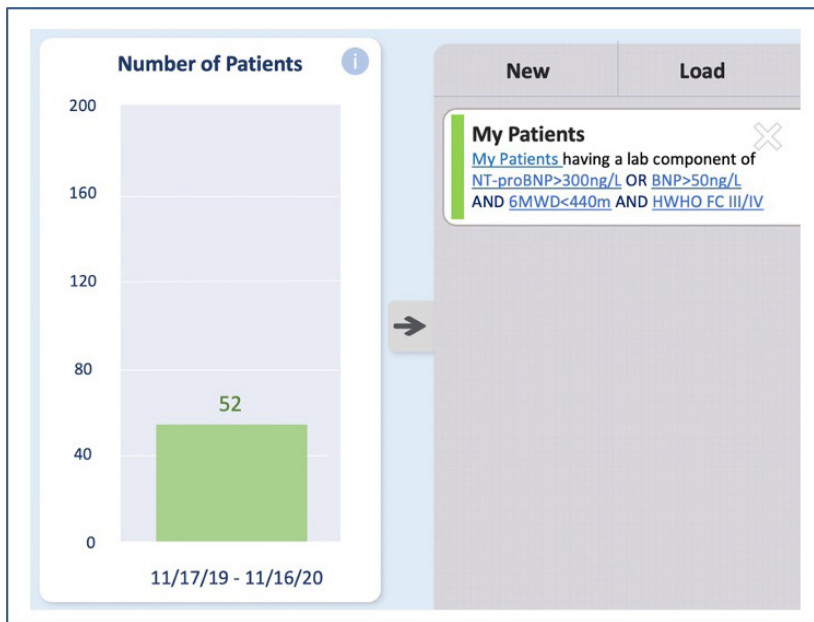 Number of Patients
i
200
160
120
80
40
0
52
11/17/19 - 11/16/20
New
Load
My Patients
My Patients having a lab component of
NT-proBNP>300ng/L OR BNP>50ng/L
AND 6MWD<440m AND HWHO FC III/IV